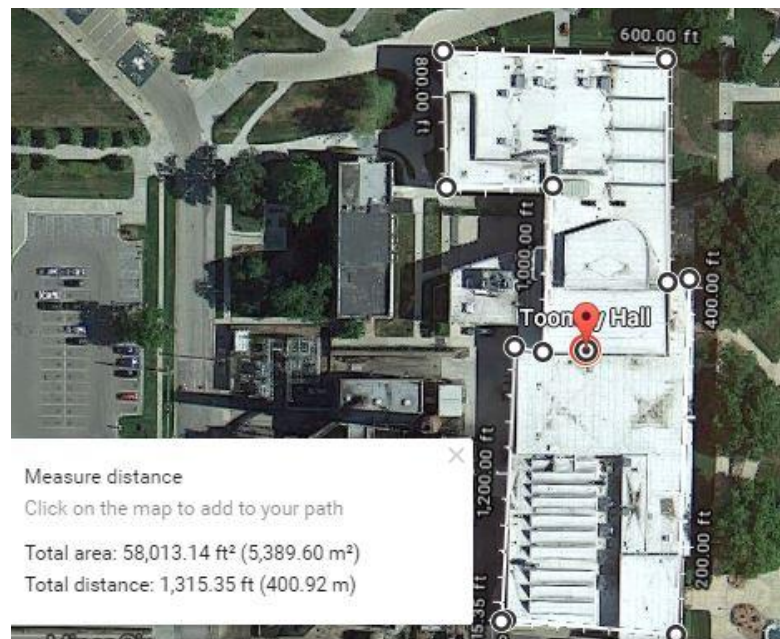 600.00 ft
800.00 ft
1,000.00 ft
400.00 ft
Hall
1,200.00 ft
200.00 ft
Measure distance
Click on the map to add to your path
Total area: 58,013.14 ft² (5,389.60 m²)
Total distance: 1,315.35 ft (400.92 m)